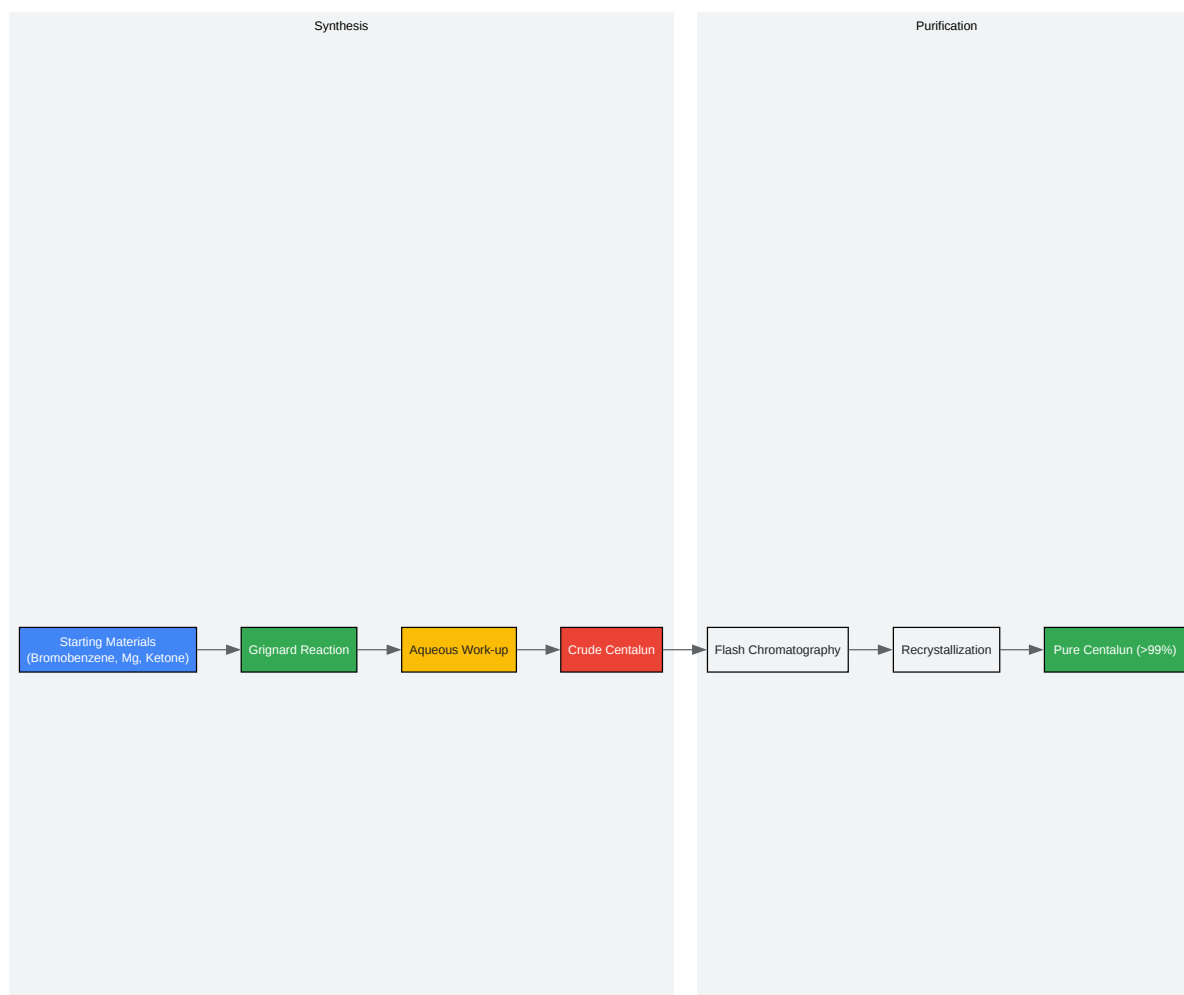 Synthesis
Purification
Starting Materials
(Bromobenzene, Mg, Ketone)
Grignard Reaction
Aqueous Work-up
Crude Centalun
Flash Chromatography
Recrystallization
Pure Centalun (>99%)